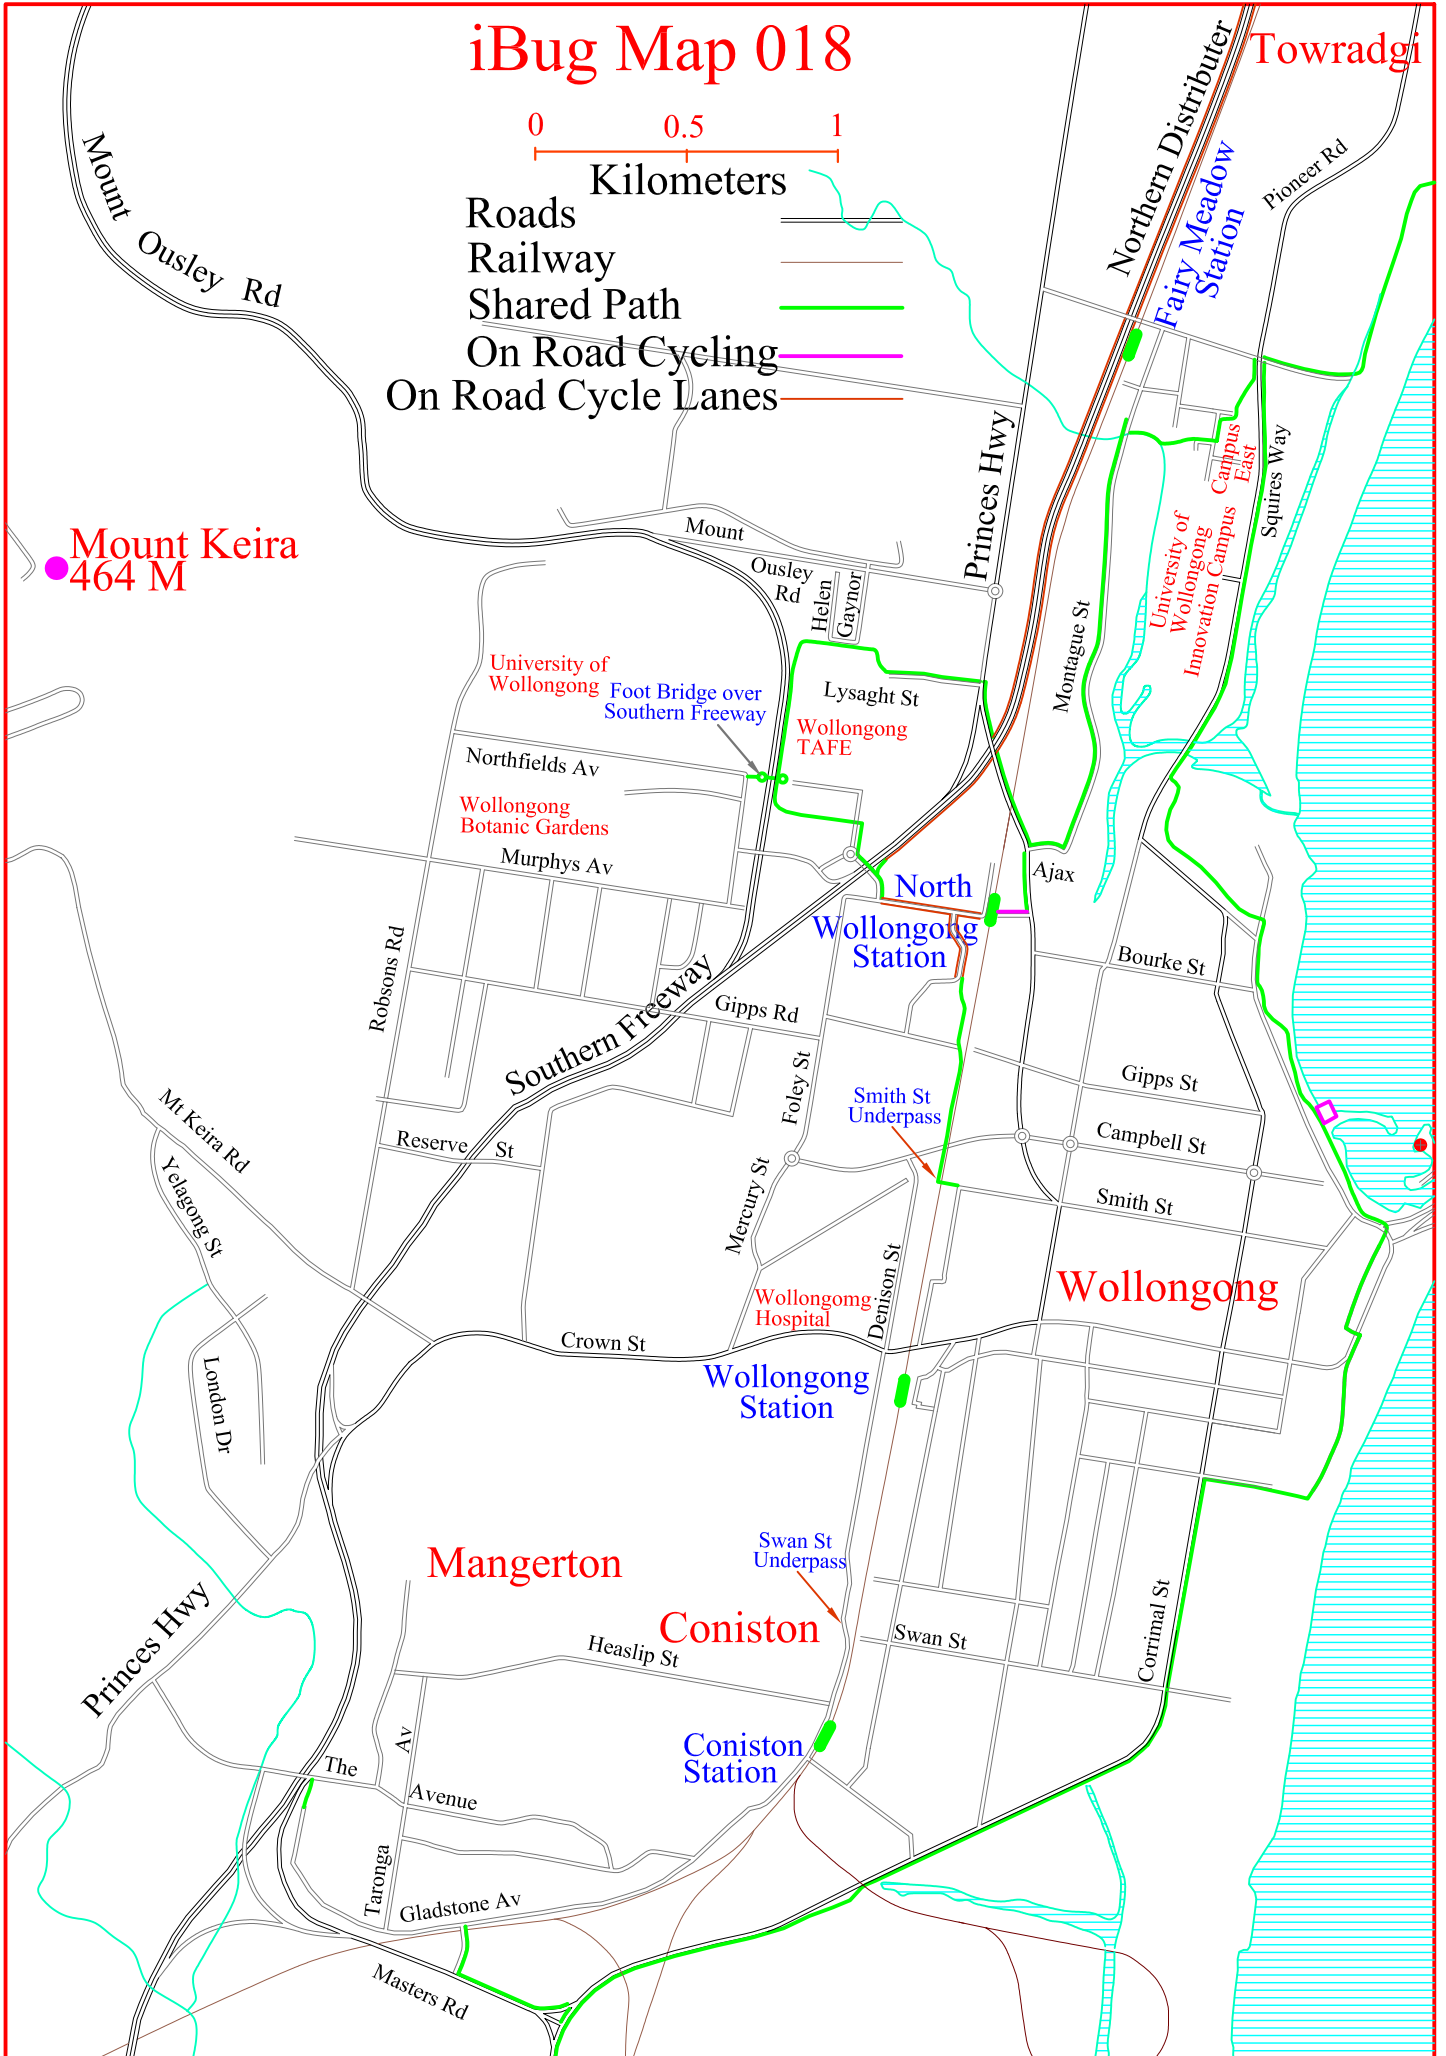 iBug Map 018
Towradgi
0 0.5 1
Kilometers
Roads
Railway
Shared Path
On Road Cycling
On Road Cycle Lanes
Mount Ousley Rd
Northern Distributer
Fairy Meadow
Station
Pioneer Rd
Princes Hwy
Squires Way
Campus
East
University of
Wollongong
Innovation Campus
Mount Keira
464 M
Mount
Ousley
Rd
Helen
Gaynor
Montague St
University of
Wollongong
Foot Bridge over
Southern Freeway
Lysaght St
Wollongong
TAFE
Northfields Av
Wollongong
Botanic Gardens
Murphys Av
Ajax
North
Wollongong
Station
Robsons Rd
Bourke St
Southern Freeway
Gipps Rd
Foley St
Gipps St
Smith St
Underpass
Mt Keira Rd
Reserve St
Campbell St
Yelagong St
Mercury St
Smith St
Denison St
Wollongong
Wollongomg
Hospital
Crown St
London Dr
Wollongong
Station
Swan St
Underpass
Mangerton
Coniston
Princes Hwy
Heaslip St
Swan St
Corrimal St
Coniston
Station
The
Av
Avenue
Taronga
Gladstone Av
Masters Rd